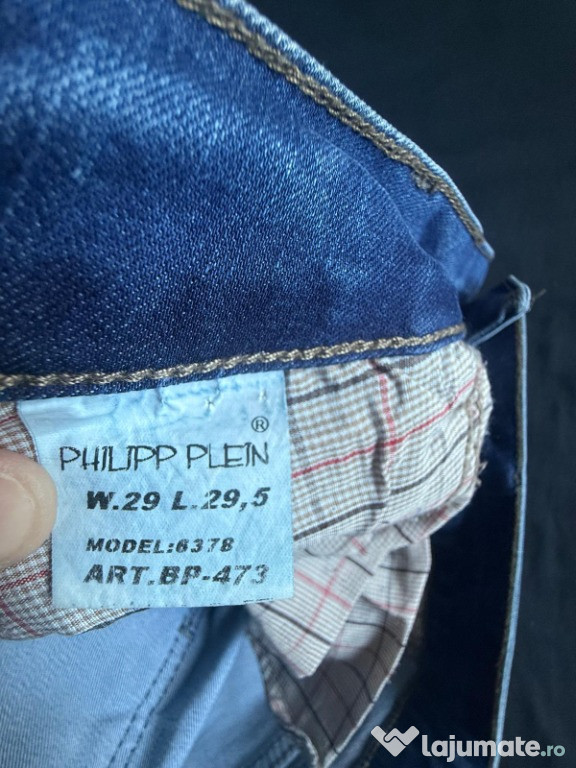 ®
PHILIPP PLEIN
W.29 L.29,5
MODEL:6378
ART.BP-473
lajumate.ro